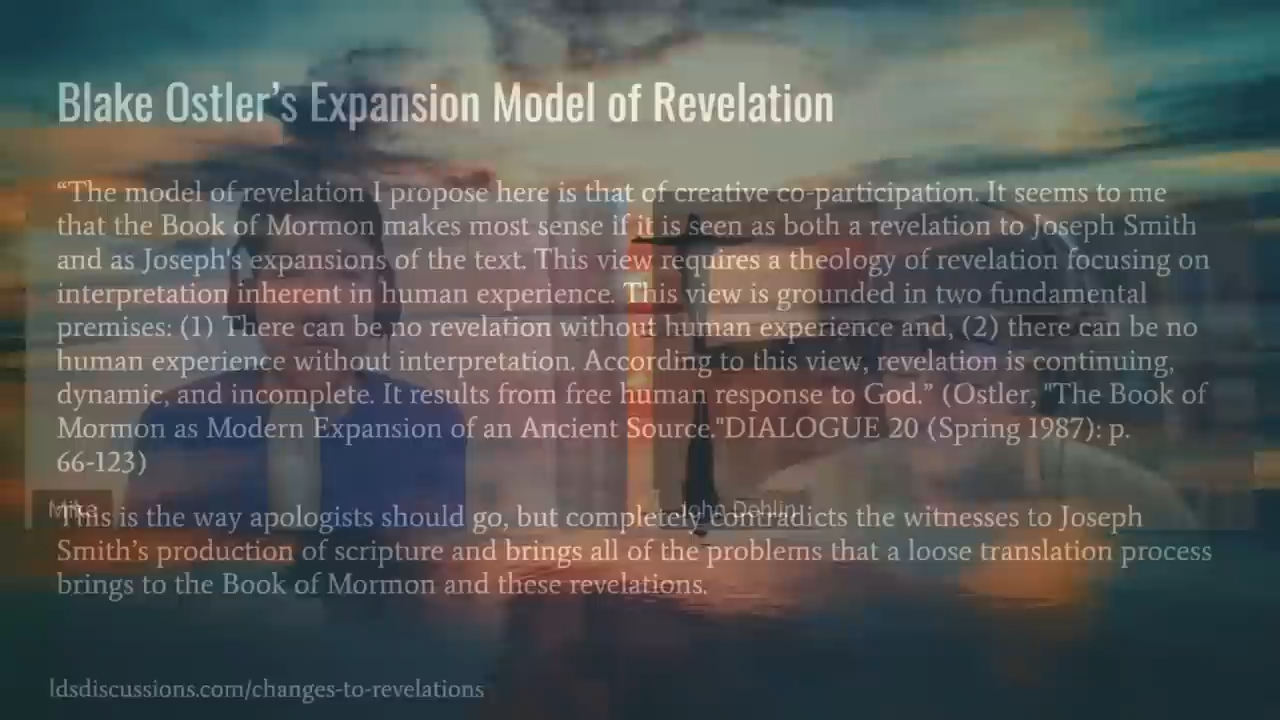 Blake Ostler’s Expansion Model of Revelation
“The model of revelation I propose here is that of creative co-participation. It seems to me
that the Book of Mormon makes most sense if it is seen as both a revelation to Joseph Smith
and as Joseph's expansions of the text. This view requires a theology of revelation focusing on
interpretation inherent in human experience. This view is grounded in two fundamental
premises: (1) There can be no revelation without human experience and, (2) there can be no
human experience without interpretation. According to this view, revelation is continuing,
dynamic, and incomplete. It results from free human response to God.” (Ostler, "The Book of
Mormon as Modern Expansion of an Ancient Source."DIALOGUE 20 (Spring 1987): p.
66-123)
Mike
John Dehlin
This is the way apologists should go, but completely contradicts the witnesses to Joseph
Smith’s production of scripture and brings all of the problems that a loose translation process
brings to the Book of Mormon and these revelations.
ldsdiscussions.com/changes-to-revelations